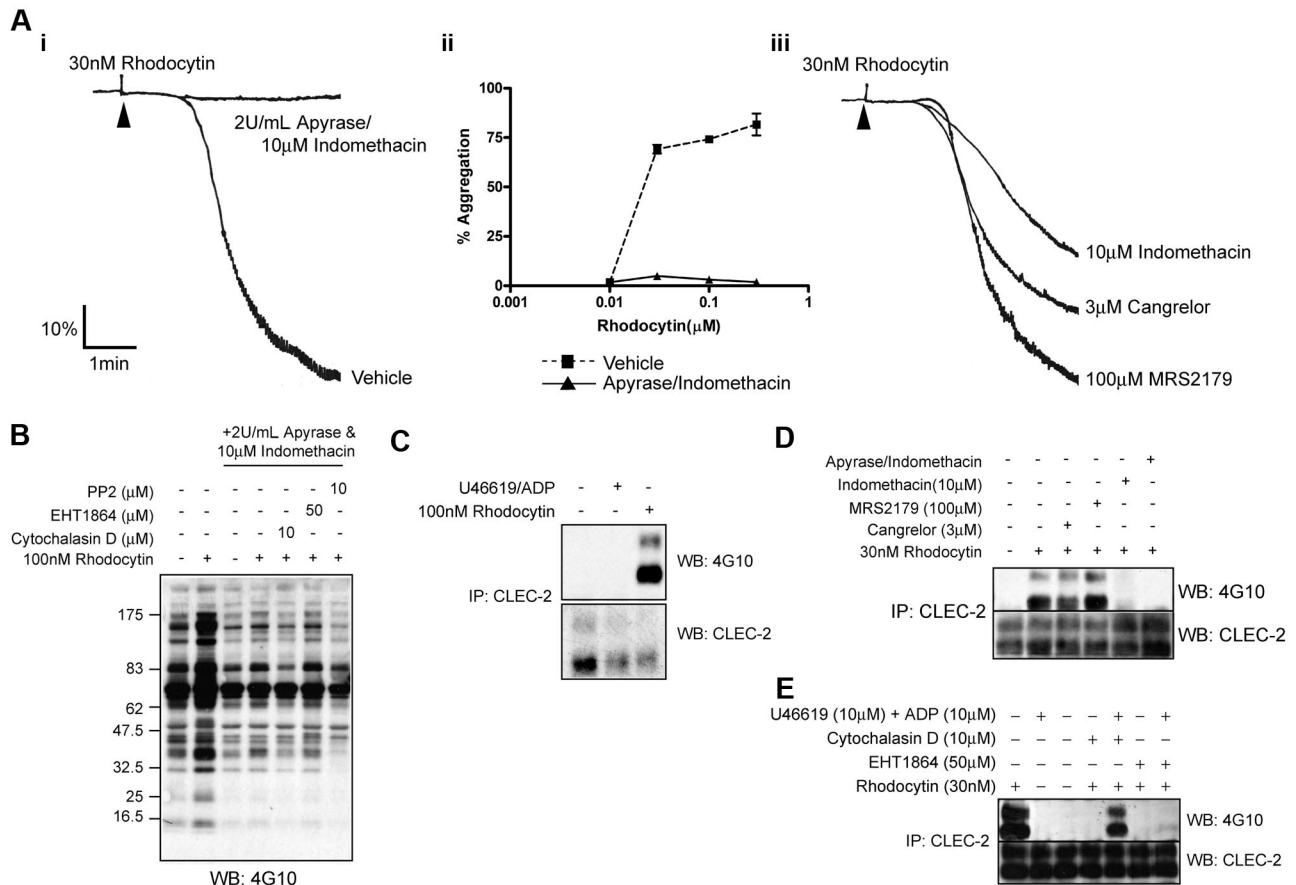 A
i
30nM Rhodocytin
2U/mL Apyrase/
10μM Indomethacin
10%
1min
Vehicle
ii
100
75
50
25
0
% Aggregation
0.001
0.01
0.1
1
Rhodocytin(μM)
Vehicle
Apyrase/Indomethacin
iii
30nM Rhodocytin
10μM Indomethacin
3μM Cangrelor
100μM MRS2179
B
+2U/mL Apyrase &
10μM Indomethacin
PP2 (μM) - - - - - - 10
EHT1864 (μM) - - - - - 50 -
Cytochalasin D (μM) - - - - 10 - -
100nM Rhodocytin - + - + + + +
175
83
62
47.5
32.5
25
16.5
WB: 4G10
C
U46619/ADP - + -
100nM Rhodocytin - - +
IP: CLEC-2
WB: 4G10
WB: CLEC-2
D
Apyrase/Indomethacin - - - - - +
Indomethacin(10μM) - - - - + -
MRS2179 (100μM) - - - + - -
Cangrelor (3μM) - - + - - -
30nM Rhodocytin - + + + + +
IP: CLEC-2
WB: 4G10
WB: CLEC-2
E
U46619 (10μM) + ADP (10μM) – + – – + – +
Cytochalasin D (10μM) – – – + + – –
EHT1864 (50μM) – – – – – + +
Rhodocytin (30nM) + – – + + + +
IP: CLEC-2
WB: 4G10
WB: CLEC-2